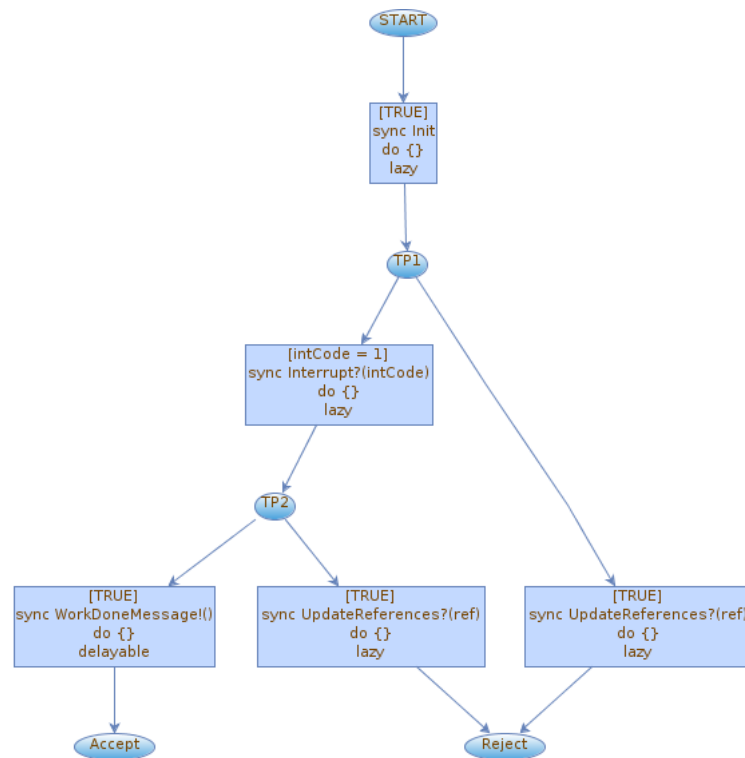 START
[TRUE]
sync Init
do {}
lazy
TP1
[intCode = 1]
sync Interrupt?(intCode)
do {}
lazy
TP2
[TRUE]
sync WorkDoneMessage!()
do {}
delayable
[TRUE]
sync UpdateReferences?(ref)
do {}
lazy
[TRUE]
sync UpdateReferences?(ref)
do {}
lazy
Accept
Reject